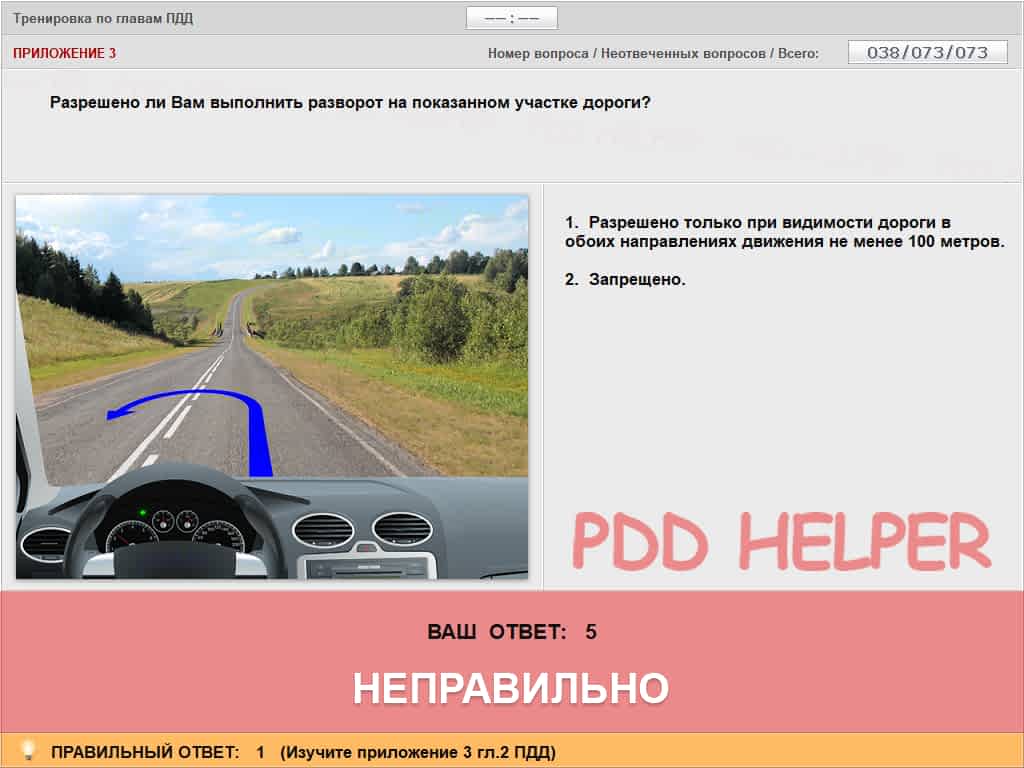 Тренировка по главам ПДД
—— : ——
ПРИЛОЖЕНИЕ 3
Номер вопроса / Неотвеченных вопросов / Всего:
038/073/073
Разрешено ли Вам выполнить разворот на показанном участке дороги?
1. Разрешено только при видимости дороги в
обоих направлениях движения не менее 100 метров.
2. Запрещено.
PDD HELPER
ВАШ ОТВЕТ: 5
НЕПРАВИЛЬНО
ПРАВИЛЬНЫЙ ОТВЕТ: 1 (Изучите приложение 3 гл.2 ПДД)